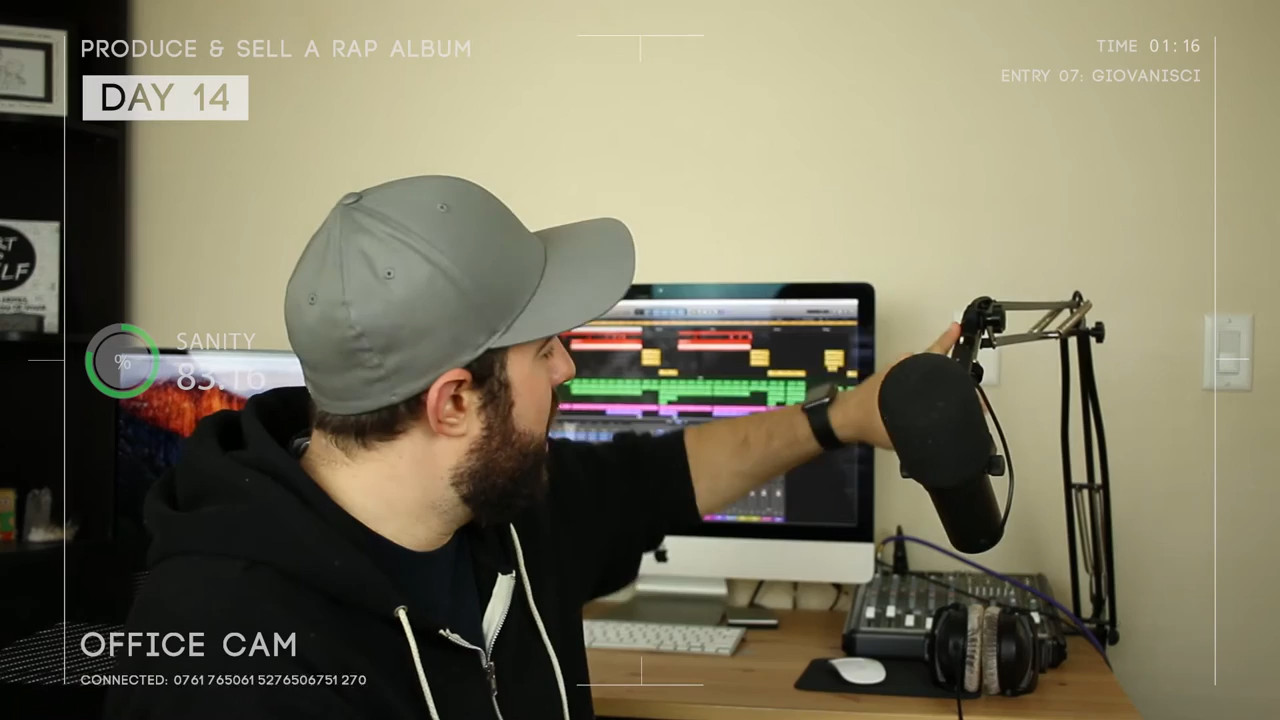 PRODUCE & SELL A RAP ALBUM
DAY 14
TIME 01:16
ENTRY 07: GIOVANISCI
%
SANITY
83.16
OFFICE CAM
CONNECTED: 0761 765061 5276506751 270